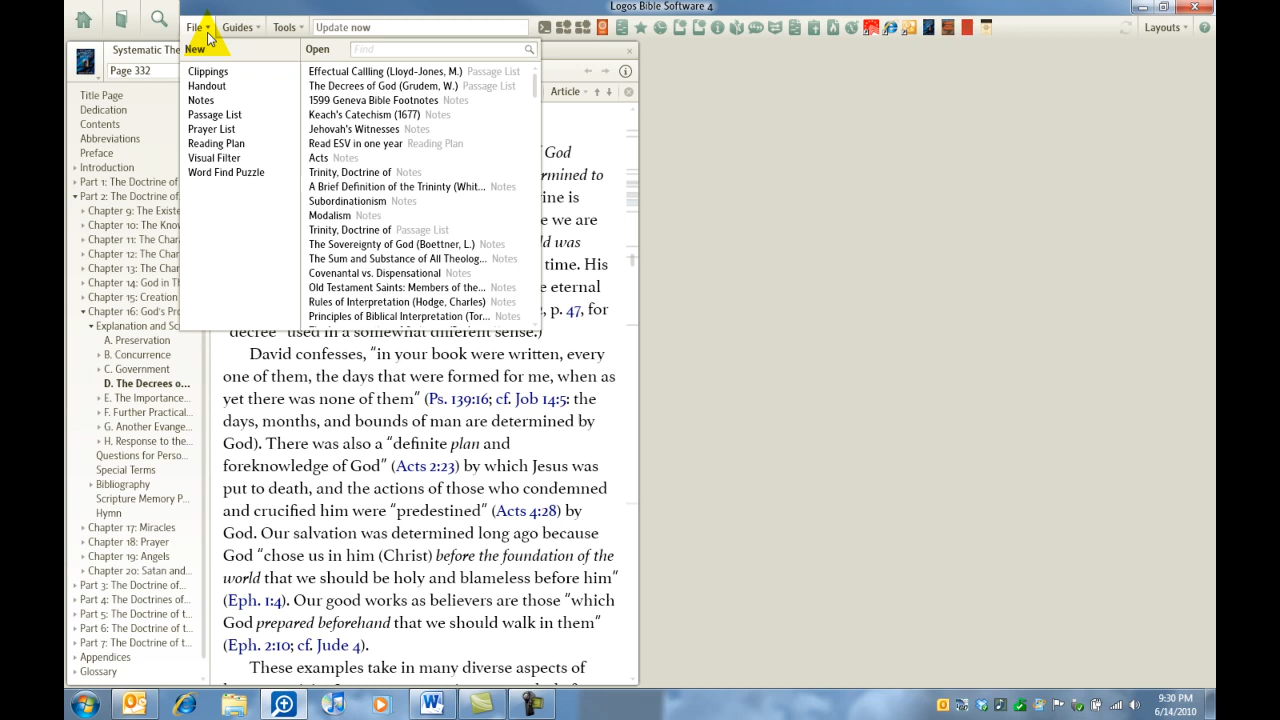 Logos Bible Software 4
File
Guides
Tools
Update now
Layouts
New
Open
Find
Systematic The
Page 332
Clippings
Handout
Notes
Passage List
Prayer List
Reading Plan
Visual Filter
Word Find Puzzle
Effectual Callling (Lloyd-Jones, M.) Passage List
The Decrees of God (Grudem, W.) Passage List
1599 Geneva Bible Footnotes Notes
Keach's Catechism (1677) Notes
Jehovah's Witnesses Notes
Read ESV in one year Reading Plan
Acts Notes
Trinity, Doctrine of Notes
A Brief Definition of the Trininty (Whit... Notes
Subordinationism Notes
Modalism Notes
Trinity, Doctrine of Passage List
The Sovereignty of God (Boettner, L.) Notes
The Sum and Substance of All Theolog... Notes
Covenantal vs. Dispensational Notes
Old Testament Saints: Members of the... Notes
Rules of Interpretation (Hodge, Charles) Notes
Principles of Biblical Interpretation (Tor... Notes
Title Page
Dedication
Contents
Abbreviations
Preface
Introduction
Part 1: The Doctrine of
Part 2: The Doctrine of
Chapter 9: The Existe
Chapter 10: The Know
Chapter 11: The Chara
Chapter 12: The Char
Chapter 13: The Char
Chapter 14: God in Th
Chapter 15: Creation
Chapter 16: God's Pro
Explanation and Sc
A. Preservation
B. Concurrence
C. Government
D. The Decrees o...
E. The Importance...
F. Further Practical...
G. Another Evange...
H. Response to the...
Questions for Perso...
Special Terms
Bibliography
Scripture Memory P...
Hymn
Chapter 17: Miracles
Chapter 18: Prayer
Chapter 19: Angels
Chapter 20: Satan and...
Part 3: The Doctrine of...
Part 4: The Doctrines of...
Part 5: The Doctrine of t...
Part 6: The Doctrine of t...
Part 7: The Doctrine of t...
Appendices
Glossary
Article
of God
rmined to
ine is
e we are
ld was
time. His
e eternal
, p. 47, for
"decree" used in a somewhat different sense.)
David confesses, "in your book were written, every
one of them, the days that were formed for me, when as
yet there was none of them" (Ps. 139:16; cf. Job 14:5: the
days, months, and bounds of man are determined by
God). There was also a "definite plan and
foreknowledge of God" (Acts 2:23) by which Jesus was
put to death, and the actions of those who condemned
and crucified him were "predestined" (Acts 4:28) by
God. Our salvation was determined long ago because
God "chose us in him (Christ) before the foundation of the
world that we should be holy and blameless before him"
(Eph. 1:4). Our good works as believers are those "which
God prepared beforehand that we should walk in them"
(Eph. 2:10; cf. Jude 4).
These examples take in many diverse aspects of
9:30 PM
6/14/2010